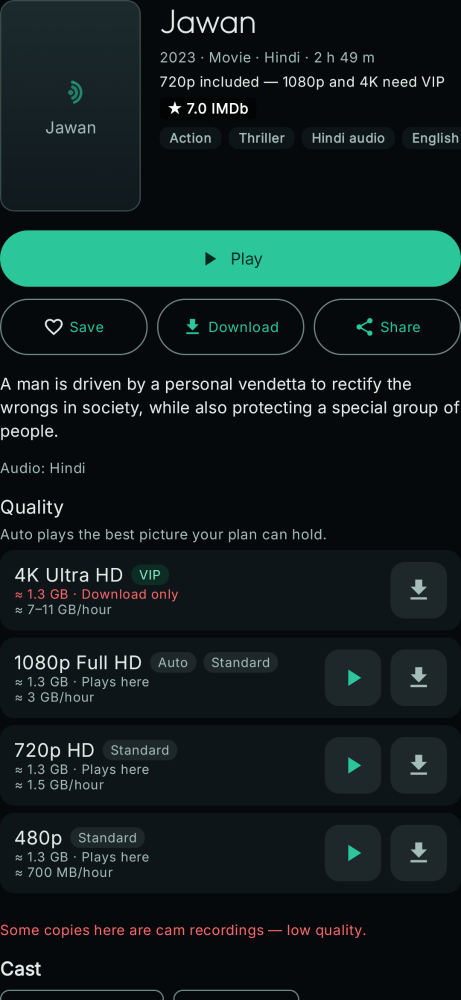 Jawan
Jawan
2023 · Movie · Hindi · 2 h 49 m
720p included — 1080p and 4K need VIP
★ 7.0 IMDb
Action Thriller Hindi audio English
Play
Save Download Share
A man is driven by a personal vendetta to rectify the
wrongs in society, while also protecting a special group of
people.
Audio: Hindi
Quality
Auto plays the best picture your plan can hold.
4K Ultra HD VIP
≈ 1.3 GB · Download only
≈ 7–11 GB/hour
1080p Full HD Auto Standard
≈ 1.3 GB · Plays here
≈ 3 GB/hour
720p HD Standard
≈ 1.3 GB · Plays here
≈ 1.5 GB/hour
480p Standard
≈ 1.3 GB · Plays here
≈ 700 MB/hour
Some copies here are cam recordings — low quality.
Cast